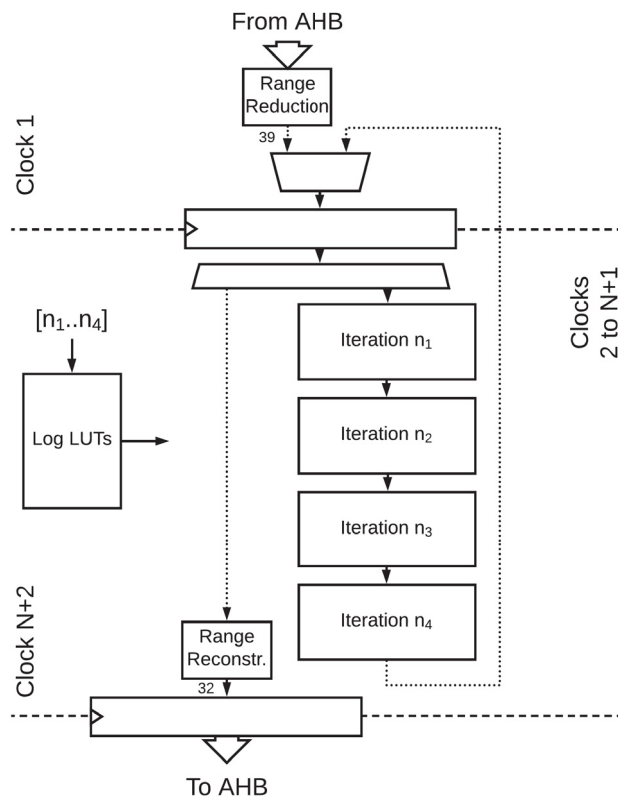 From AHB
Range
Reduction
39
Clock 1
Clocks
2 to N+1
[n₁..n₄]
Log LUTs
Iteration n₁
Iteration n₂
Iteration n₃
Iteration n₄
Clock N+2
Range
Reconstr.
32
To AHB